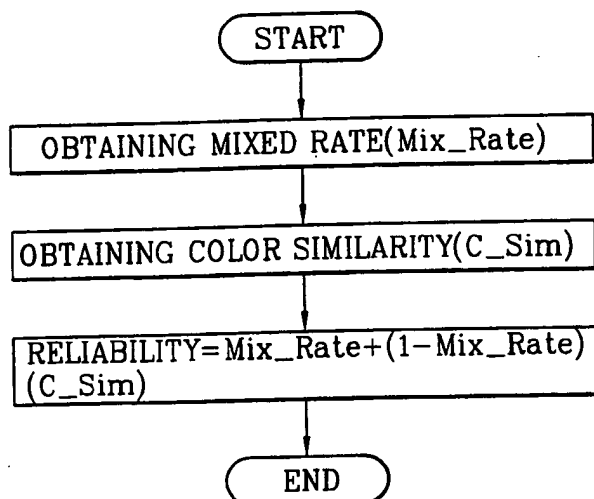 START
OBTAINING MIXED RATE(Mix_Rate)
OBTAINING COLOR SIMILARITY(C_Sim)
RELIABILITY=Mix_Rate+(1-Mix_Rate)
(C_Sim)
END